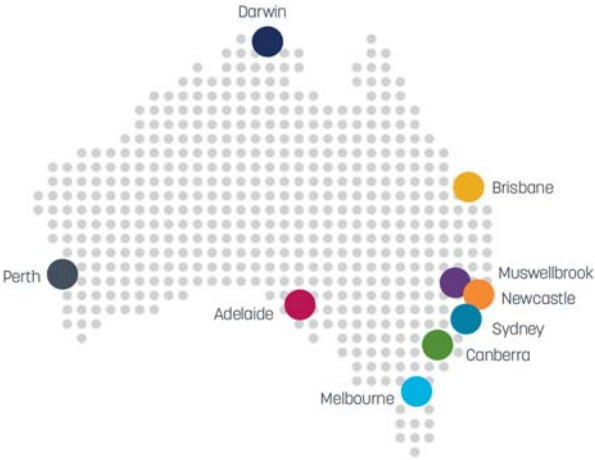 Darwin
Brisbane
Muswellbrook
Perth
Newcastle
Adelaide
Sydney
Canberra
Melbourne